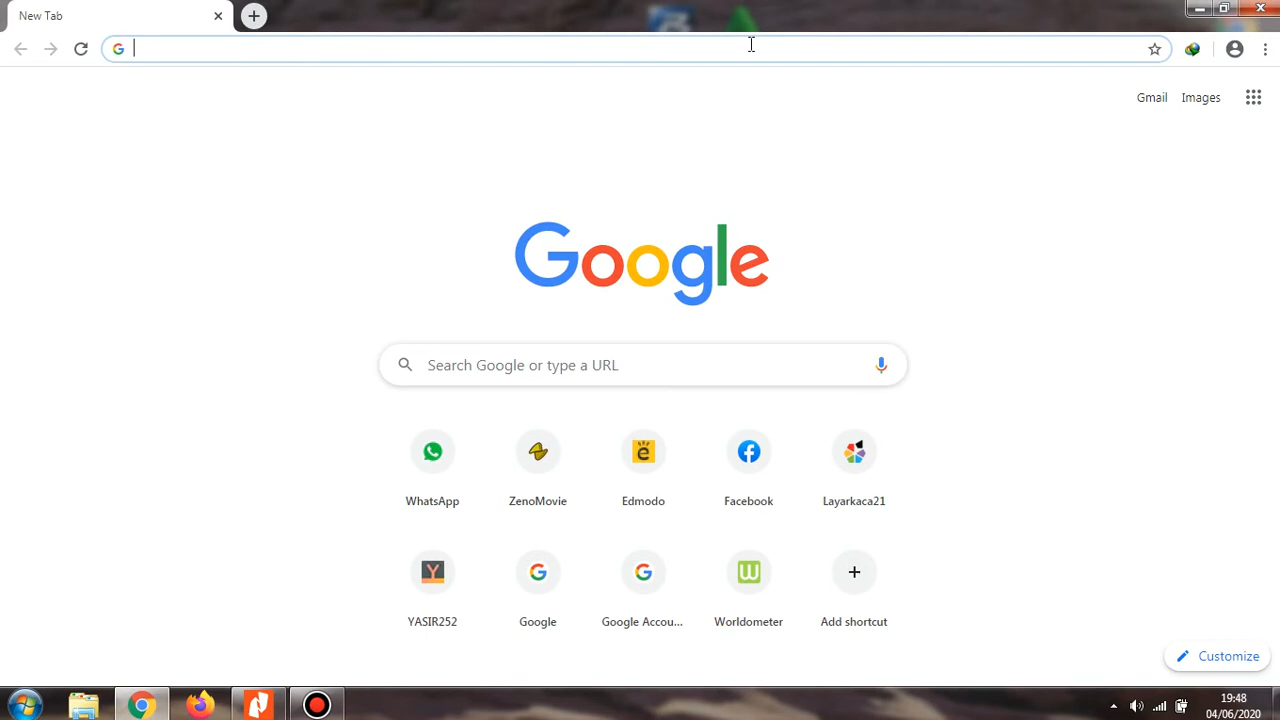 New Tab
Gmail Images
Google
Search Google or type a URL
WhatsApp
ZenoMovie
Edmodo
Facebook
Layarkaca21
YASIR252
Google
Google Accou...
Worldometer
Add shortcut
Customize
19:48
04/06/2020